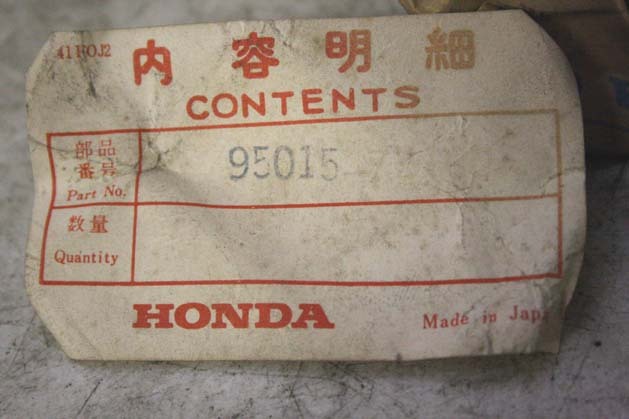 内容明細
CONTENTS
部品
番号
Part No.
95015
数量
Quantity
HONDA
Made in Japa